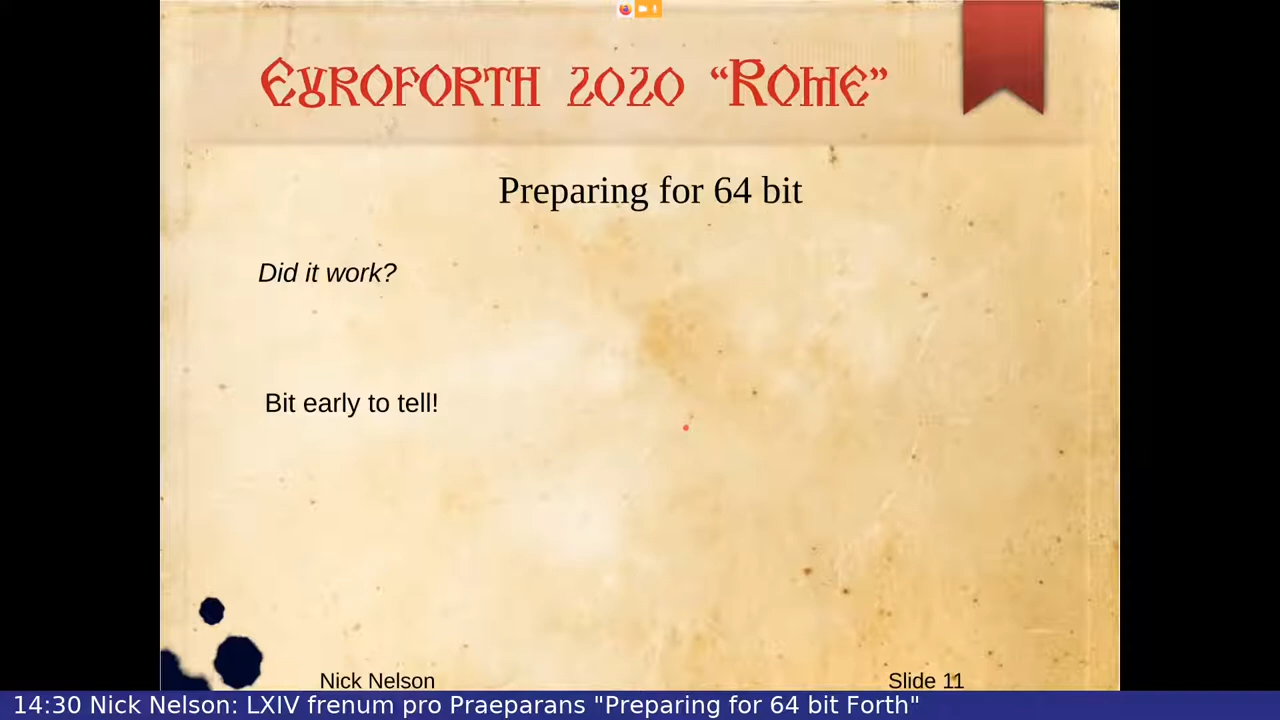 EUROFORTH 2020 “ROME”
Preparing for 64 bit
Did it work?
Bit early to tell!
Nick Nelson
Slide 11
14:30 Nick Nelson: LXIV frenum pro Praeparans "Preparing for 64 bit Forth"